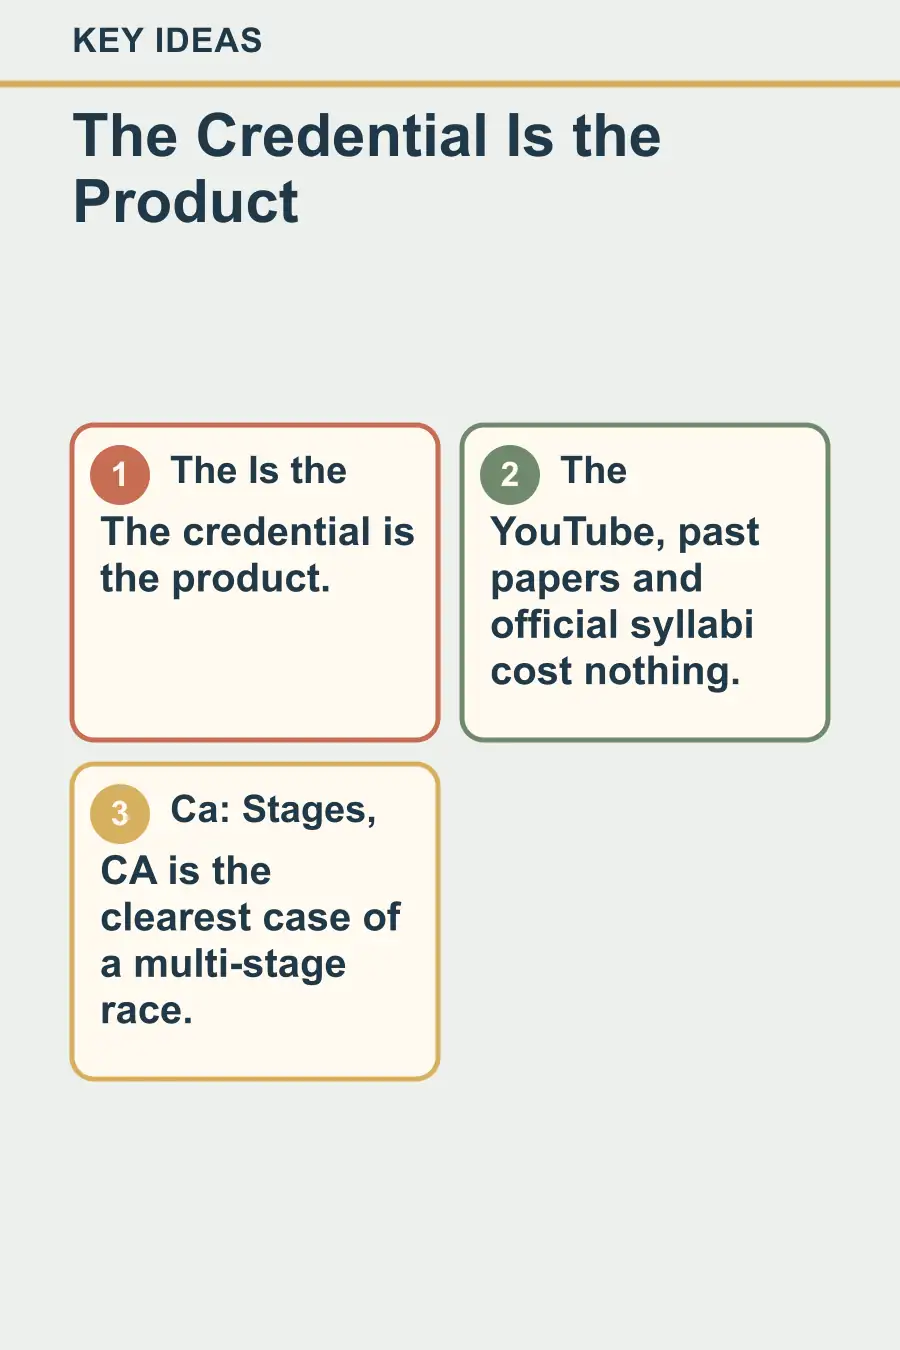 KEY IDEAS
The Credential Is the
Product
1 The Is the
The credential is
the product.
2 The
YouTube, past
papers and
official syllabi
cost nothing.
3 Ca: Stages,
CA is the
clearest case of
a multi-stage
race.